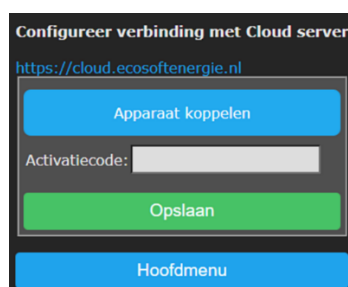 Configureer verbinding met Cloud server
https://cloud.ecosoftenergie.nl
Apparaat koppelen
Activatiecode:
Opslaan
Hoofdmenu